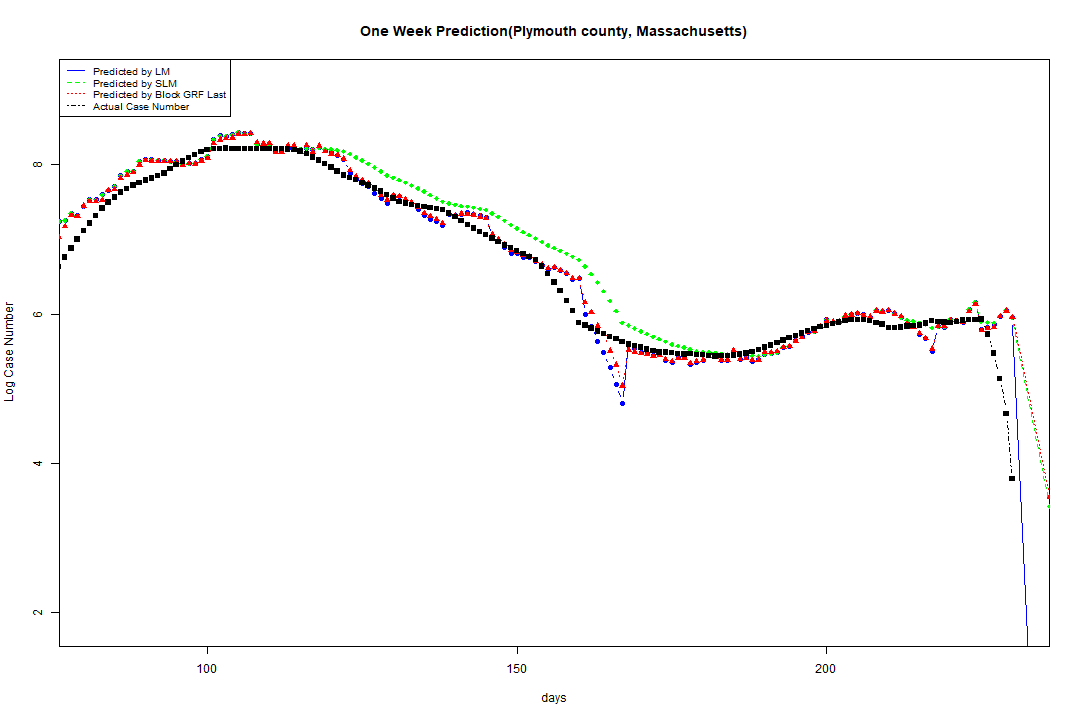 One Week Prediction(Plymouth county, Massachusetts)
Predicted by LM
Predicted by SLM
Predicted by Block GRF Last
Actual Case Number
8
6
4
2
Log Case Number
100
150
200
days